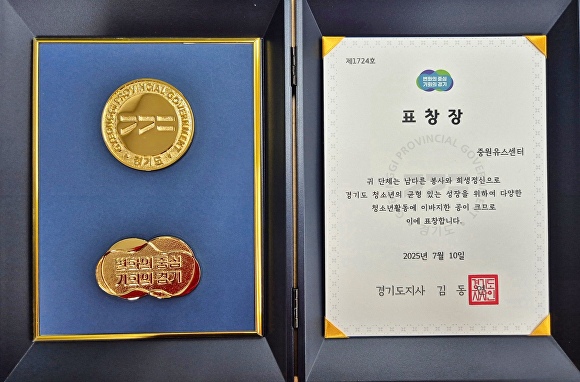 GYEONGGI PROVINCIAL GOVERNMENT
경기도
변화의 중심
기회의 경기
제1724호
변화의 중심
기회의 경기
표 창 장
중원유스센터
귀 단체는 남다른 봉사와 희생정신으로
경기도 청소년의 균형 있는 성장을 위하여 다양한
청소년활동에 이바지한 공이 크므로
이에 표창합니다.
2025년 7월 10일
경기도지사 김 동